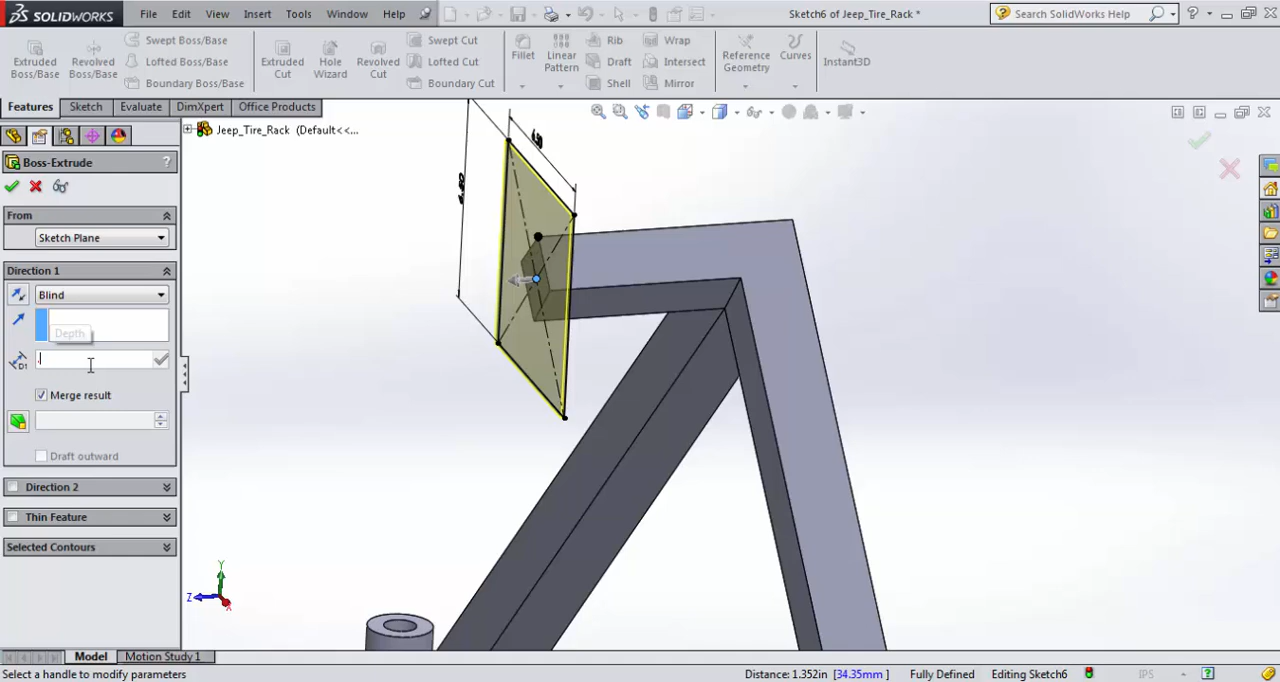 SOLIDWORKS
File Edit View Insert Tools Window Help
Sketch6 of Jeep_Tire_Rack *
Search SolidWorks Help
Extruded Boss/Base
Revolved Boss/Base
Swept Boss/Base
Lofted Boss/Base
Boundary Boss/Base
Extruded Cut
Hole Wizard
Revolved Cut
Swept Cut
Lofted Cut
Boundary Cut
Fillet
Linear Pattern
Rib
Draft
Shell
Wrap
Intersect
Mirror
Reference Geometry
Curves
Instant3D
Features Sketch Evaluate DimXpert Office Products
Jeep_Tire_Rack (Default<<...
Boss-Extrude ?
From
Sketch Plane
Direction 1
Blind
Depth
D1 .
Merge result
Draft outward
Direction 2
Thin Feature
Selected Contours
Y
Z
X
Model Motion Study 1
Select a handle to modify parameters
Distance: 1.352in [34.35mm ] Fully Defined Editing Sketch6 IPS